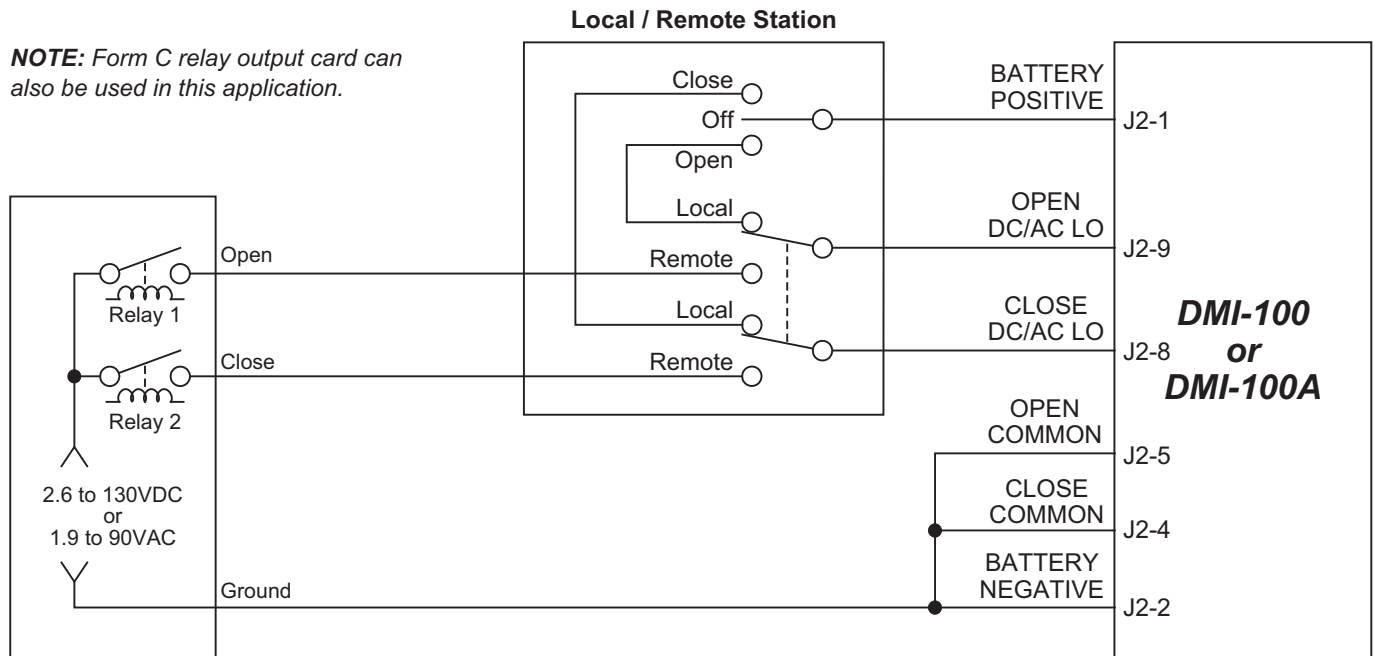 Local / Remote Station
NOTE: Form C relay output card can
also be used in this application.
Close
Off
Open
Local
Remote
Local
Remote
BATTERY
POSITIVE
J2-1
OPEN
DC/AC LO
J2-9
CLOSE
DC/AC LO
J2-8
DMI-100
or
DMI-100A
OPEN
COMMON
J2-5
CLOSE
COMMON
J2-4
BATTERY
NEGATIVE
J2-2
Open
Relay 1
Close
Relay 2
2.6 to 130VDC
or
1.9 to 90VAC
Ground